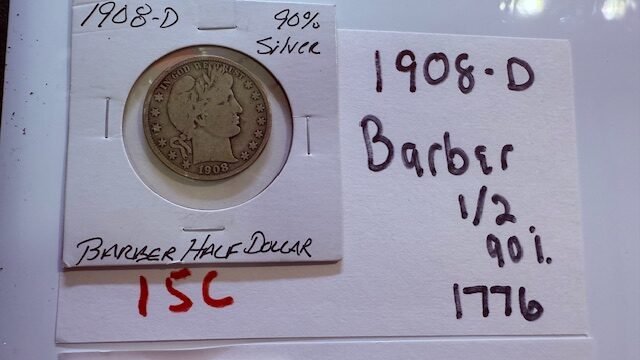 1908-D 90%
Silver
IN GOD WE TRUST
1908
BARBER HALF DOLLAR
15C
1908-D
Barber
1/2
90%
1776